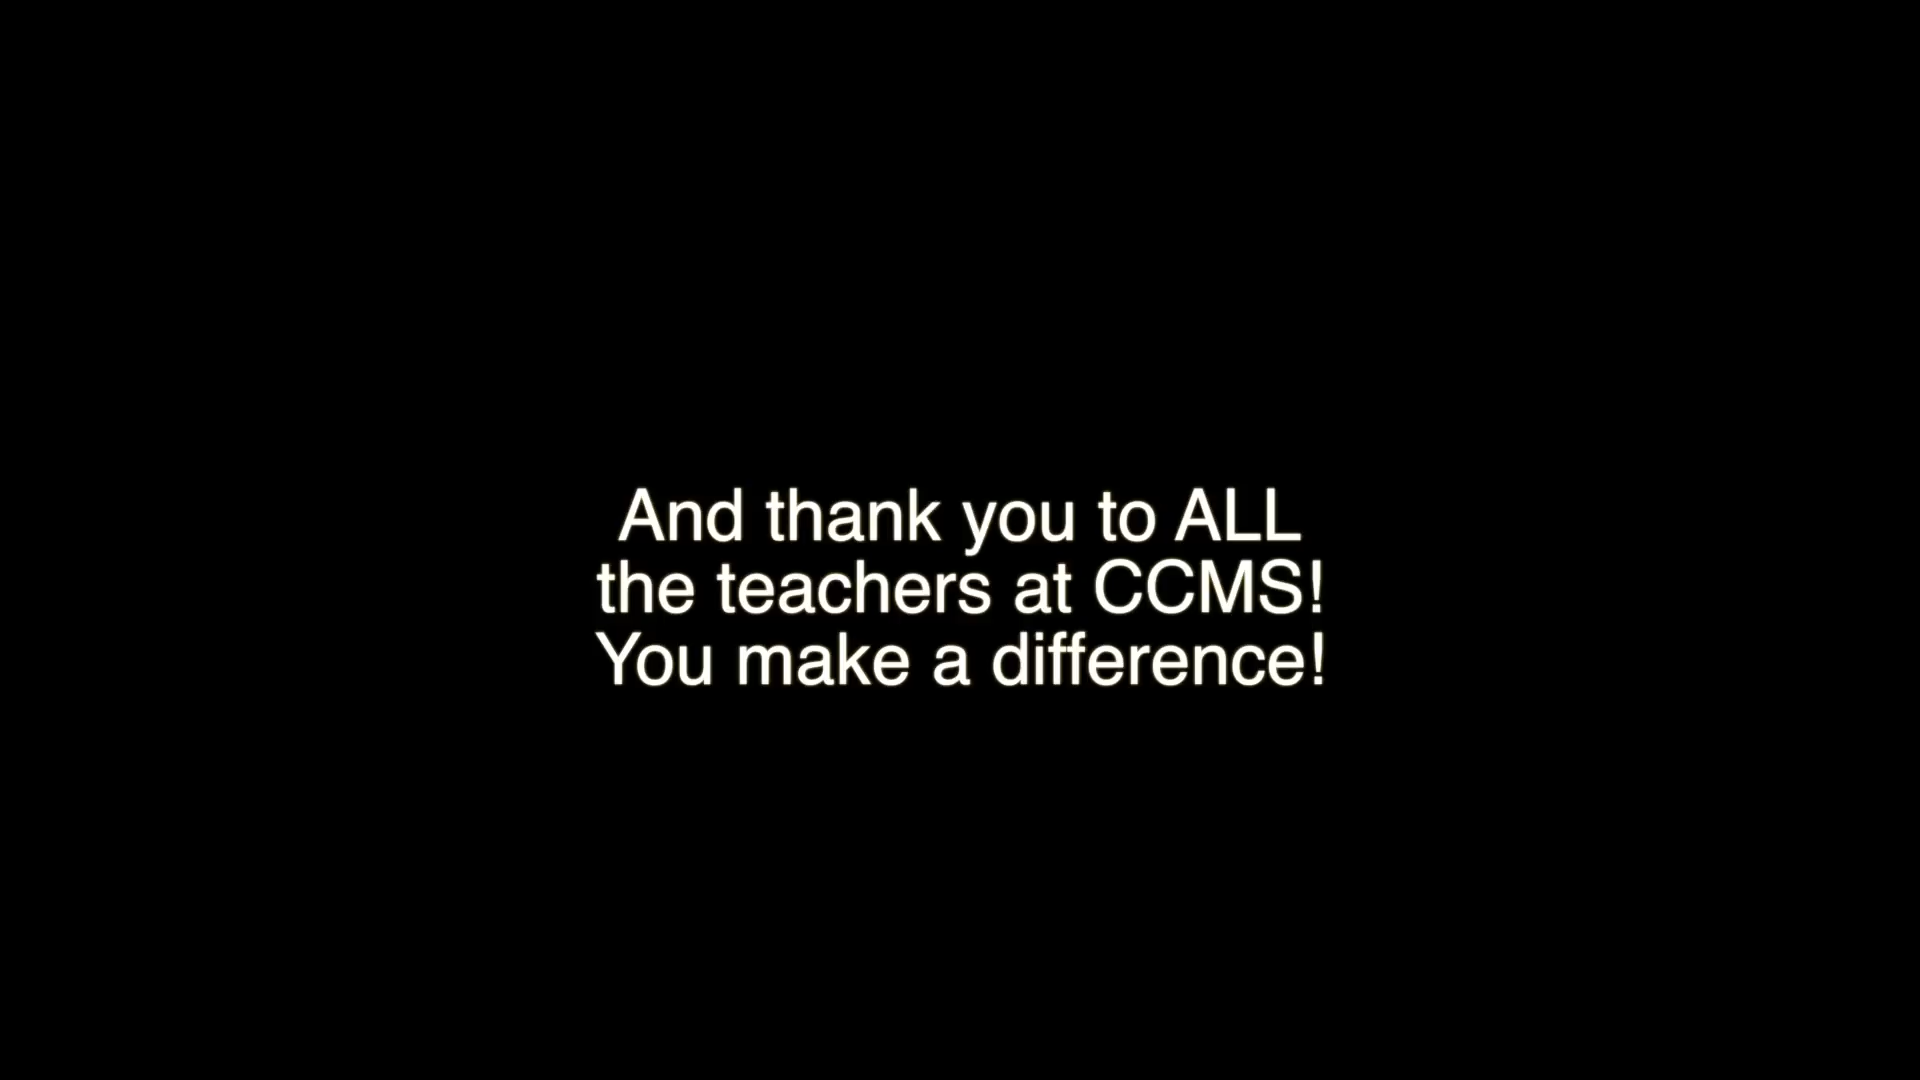 And thank you to ALL
the teachers at CCMS!
You make a difference!